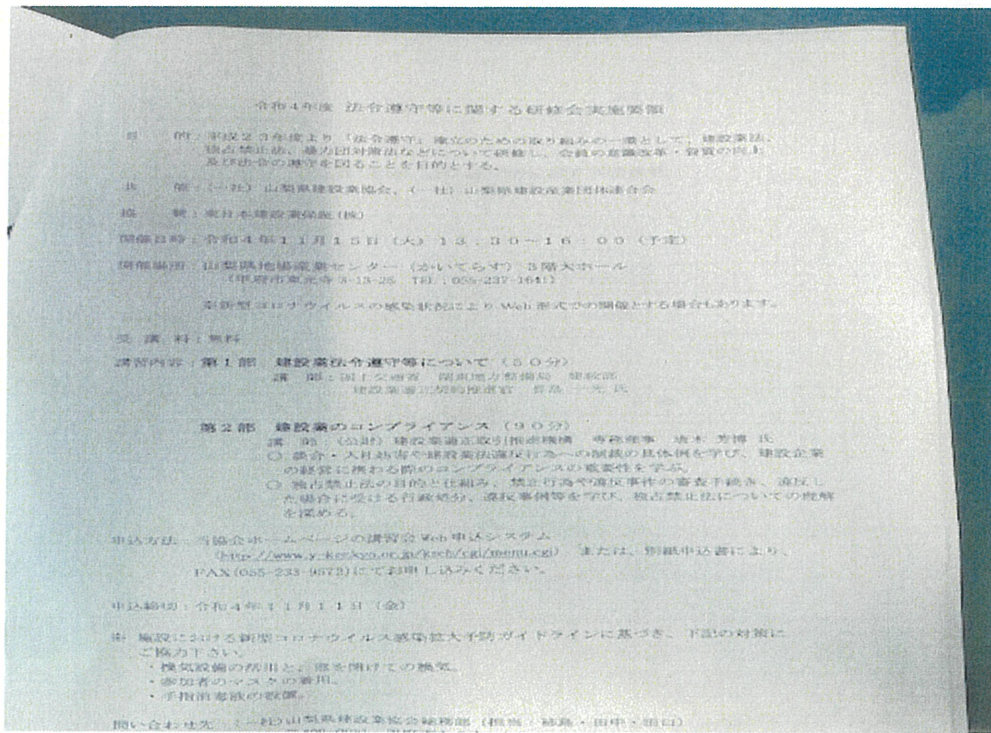 令和4年度 法令遵守等に関する研修会実施要領
目 的：平成23年度より「法令遵守」確立のための取り組みの一環として、建設業法、
独占禁止法、暴力団対策法などについて研修し、会員の意識改革・資質の向上
及び法令の遵守を図ることを目的とする。
共 催：（一社）山梨県建設業協会、（一社）山梨県建設産業団体連合会
協 賛：東日本建設業保証(株)
開催日時：令和4年11月15日（火）13：30～16：00（予定）
開催場所：山梨県地場産業センター（かいてらす）3階大ホール
（甲府市東光寺3-13-25 TEL：055-237-1641）
※新型コロナウイルスの感染状況によりWeb形式での開催とする場合もあります。
受 講 料：無料
講習内容：第1部 建設業法令遵守等について（50分）
講 師：国土交通省 関東地方整備局 建政部
建設業適正契約推進官
第2部 建設業のコンプライアンス（90分）
講 師：（公財）建設業適正取引推進機構 専務理事 芳博 氏
○ 談合・入札妨害や建設業法違反行為への制裁の具体例を学び、建設企業
の経営に携わる際のコンプライアンスの重要性を学ぶ。
○ 独占禁止法の目的と仕組み、禁止行為や違反事件の審査手続き、違反し
た場合に受ける行政処分、違反事例等を学び、独占禁止法についての理解
を深める。
申込方法：当協会ホームページの講習会Web申込システム
（http://www.y-kenkyo.or.jp/ksch/cgi/menu.cgi） または、別紙申込書により、
FAX(055-233-9572)にてお申し込みください。
申込締切：令和4年11月11日（金）
※ 施設における新型コロナウイルス感染拡大予防ガイドラインに基づき、下記の対策に
ご協力下さい。
・換気設備の活用と、窓を開けての換気。
・参加者のマスクの着用。
・手指消毒液の設置。
問い合わせ先 （一社）山梨県建設業協会総務部（担当 ・田中・田口）